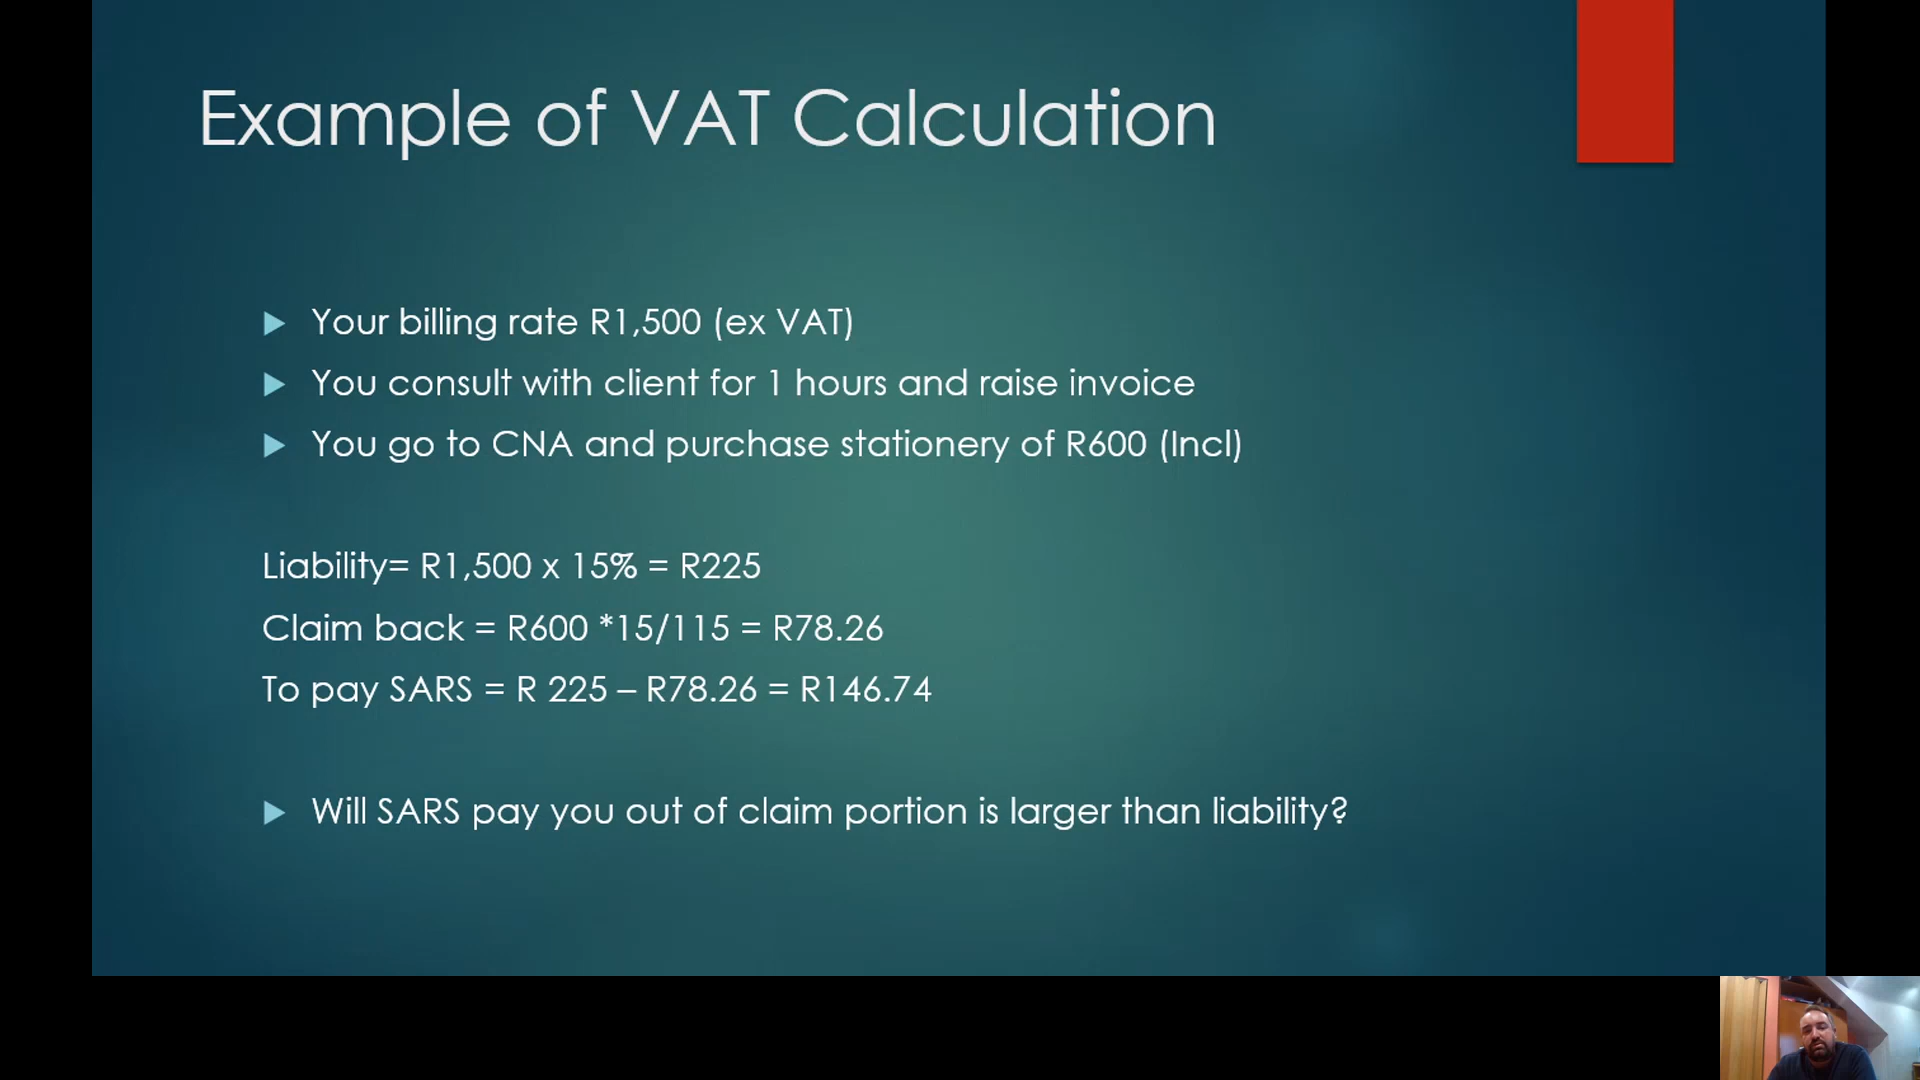 Example of VAT Calculation
Your billing rate R1,500 (ex VAT)
You consult with client for 1 hours and raise invoice
You go to CNA and purchase stationery of R600 (Incl)
Liability= R1,500 x 15% = R225
Claim back = R600 *15/115 = R78.26
To pay SARS = R 225 – R78.26 = R146.74
Will SARS pay you out of claim portion is larger than liability?